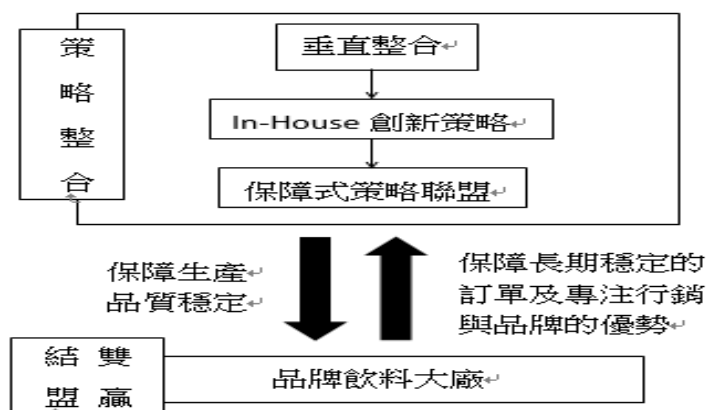 策略整合
垂直整合
In-House 創新策略
保障式策略聯盟
保障生產
品質穩定
保障長期穩定的
訂單及專注行銷
與品牌的優勢
結雙
盟贏
品牌飲料大廠